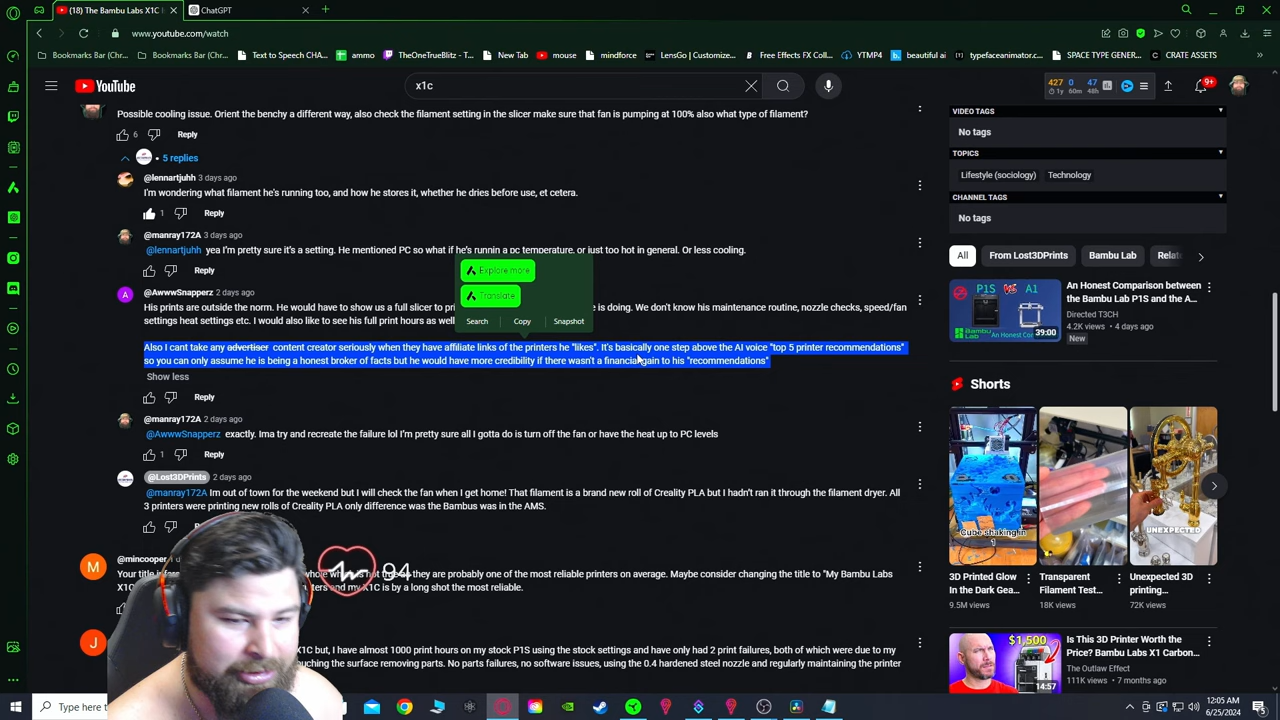 (18) The Bambu Labs X1C
ChatGPT
www.youtube.com/watch
Bookmarks Bar (Chr...
Bookmarks Bar (Chr...
Text to Speech CHA...
ammo
TheOneTrueBlitz - T...
New Tab
mouse
mindforce
LensGo | Customize...
Free Effects FX Coll...
YTMP4
beautiful ai
typefaceanimator.c...
SPACE TYPE GENER...
CRATE ASSETS
YouTube
x1c
427 0 47
1y 60m 48h
9+
Possible cooling issue. Orient the benchy a different way, also check the filament setting in the slicer make sure that fan is pumping at 100% also what type of filament?
6 Reply
5 replies
@lennartjuhh 3 days ago
I'm wondering what filament he's running too, and how he stores it, whether he dries before use, et cetera.
1 Reply
@manray172A 3 days ago
@lennartjuhh yea I'm pretty sure it's a setting. He mentioned PC so what if he's runnin a pc temperature, or just too hot in general. Or less cooling.
Reply
Explore more
Translate
Search Copy Snapshot
@AwwwSnapperz 2 days ago
His prints are outside the norm. He would have to show us a full slicer to pri
e is doing. We don't know his maintenance routine, nozzle checks, speed/fan
settings heat settings etc. I would also like to see his full print hours as well
Also I cant take any advertiser content creator seriously when they have affiliate links of the printers he "likes". It's basically one step above the AI voice "top 5 printer recommendations"
so you can only assume he is being a honest broker of facts but he would have more credibility if there wasn't a financial gain to his "recommendations"
Show less
Reply
@manray172A 2 days ago
@AwwwSnapperz exactly. Ima try and recreate the failure lol I'm pretty sure all I gotta do is turn off the fan or have the heat up to PC levels
1 Reply
@Lost3DPrints 2 days ago
@manray172A Im out of town for the weekend but I will check the fan when I get home! That filament is a brand new roll of Creality PLA but I hadn't ran it through the filament dryer. All
3 printers were printing new rolls of Creality PLA only difference was the Bambus was in the AMS.
94
M
@mincooper
Your title
they are probably one of the most reliable printers on average. Maybe consider changing the title to "My Bambu Labs
X1C
X1C is by a long shot the most reliable.
J
X1C but, I have almost 1000 print hours on my stock P1S using the stock settings and have only had 2 print failures, both of which were due to my
touching the surface removing parts. No parts failures, no software issues, using the 0.4 hardened steel nozzle and regularly maintaining the printer
VIDEO TAGS
No tags
TOPICS
Lifestyle (sociology) Technology
CHANNEL TAGS
No tags
All From Lost3DPrints Bambu Lab Relat
P1S VS A1
An Honest
39:00
An Honest Comparison between the Bambu Lab P1S and the A...
Directed T3CH
4.2K views • 4 days ago
New
Shorts
Cube shaking in
UNEXPECTED
3D Printed Glow In the Dark Gea...
9.5M views
Transparent Filament Test...
18K views
Unexpected 3D printing...
72K views
$1,500
14:57
Is This 3D Printer Worth the Price? Bambu Labs X1 Carbon...
The Outlaw Effect
111K views • 7 months ago
Type here t
12:05 AM
6/25/2024